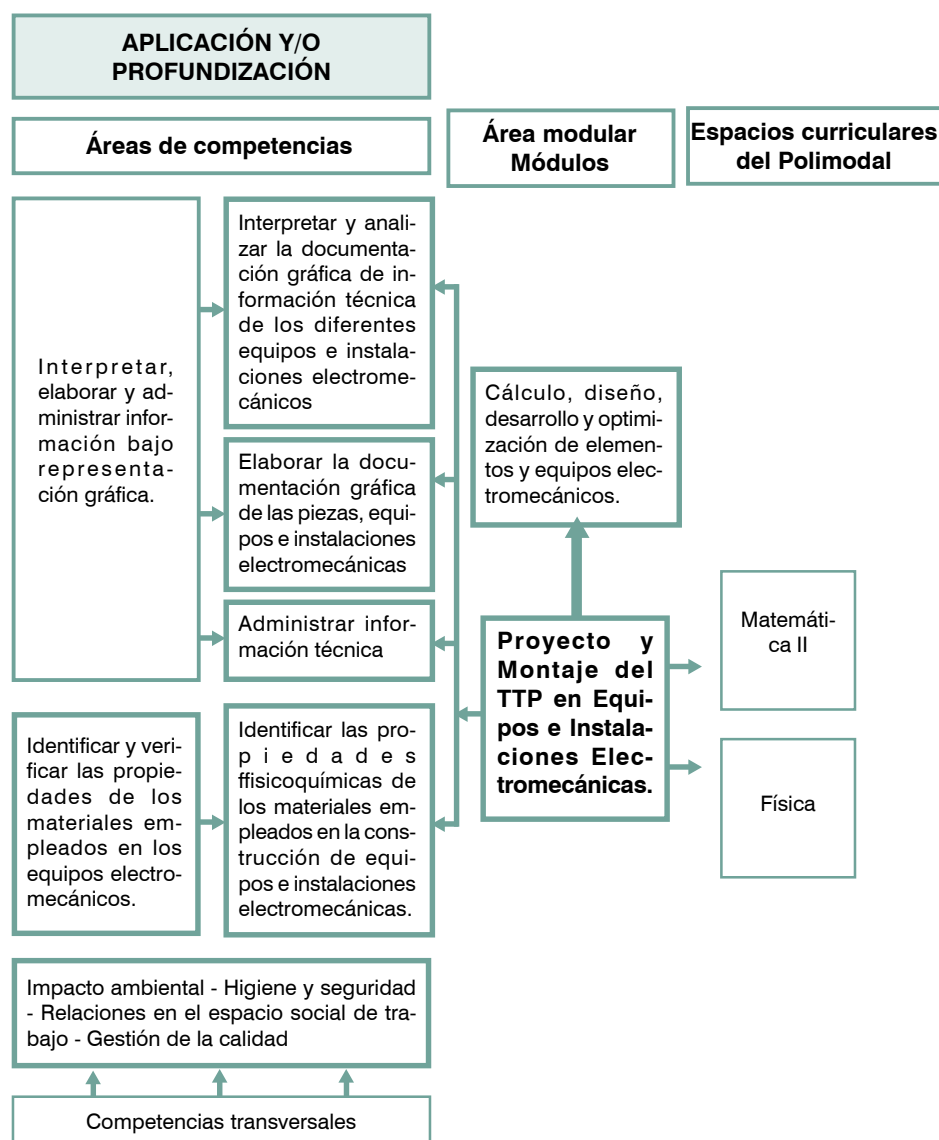 APLICACIÓN Y/O
PROFUNDIZACIÓN
Áreas de competencias
Área modular
Módulos
Espacios curriculares
del Polimodal
Interpretar,
elaborar y ad-
ministrar infor-
mación bajo
representa-
ción gráfica.
Interpretar y anali-
zar la documenta-
ción gráfica de in-
formación técnica
de los diferentes
equipos e instala-
ciones electrome-
cánicos
Elaborar la docu-
mentación gráfica
de las piezas, equi-
pos e instalaciones
electromecánicas
Administrar infor-
mación técnica
Cálculo, diseño,
desarrollo y optimi-
zación de elemen-
tos y equipos elec-
tromecánicos.
Proyecto y
Montaje del
TTP en Equi-
pos e Instala-
ciones Elec-
tromecánicas.
Matemáti-
ca II
Física
Identificar y veri-
ficar las propie-
dades de los
materiales em-
pleados en los
equipos electro-
mecánicos.
Identificar las pro-
piedades
ffisicoquímicas de
los materiales em-
pleados en la cons-
trucción de equi-
pos e instalaciones
electromecánicas.
Impacto ambiental - Higiene y seguridad
- Relaciones en el espacio social de tra-
bajo - Gestión de la calidad
Competencias transversales